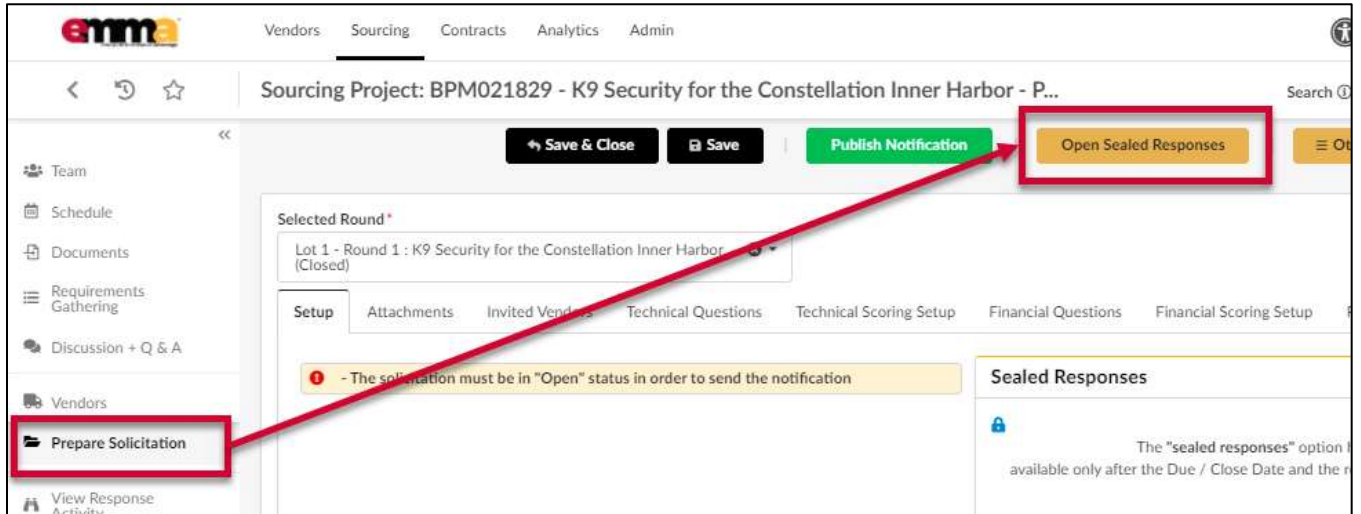 emma
Vendors Sourcing Contracts Analytics Admin
Sourcing Project: BPM021829 - K9 Security for the Constellation Inner Harbor - P...
Search
Save & Close Save Publish Notification Open Sealed Responses
Team
Schedule
Documents
Requirements
Gathering
Discussion + Q & A
Vendors
Prepare Solicitation
View Response
Activity
Selected Round*
Lot 1 - Round 1 : K9 Security for the Constellation Inner Harbor
(Closed)
Setup Attachments Invited Vendors Technical Questions Technical Scoring Setup Financial Questions Financial Scoring Setup
- The solicitation must be in "Open" status in order to send the notification
Sealed Responses
The "sealed responses" option
available only after the Due / Close Date and the